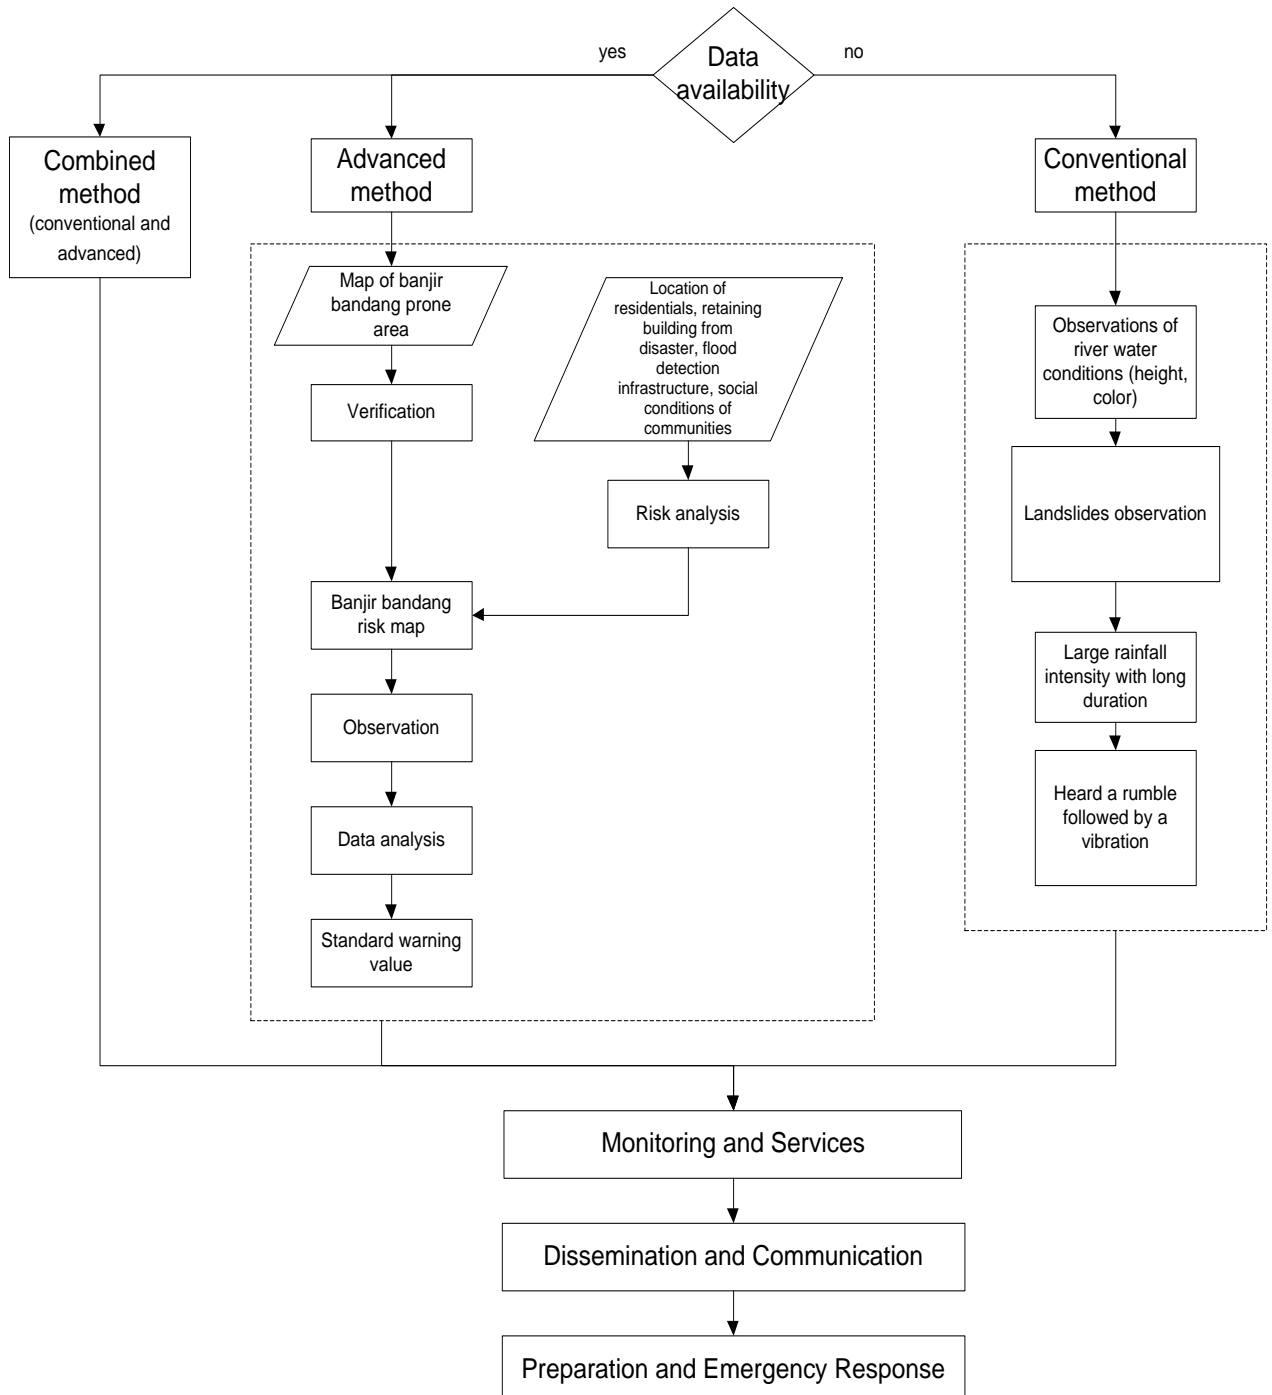 yes
Data
availability
no
Combined
method
(conventional and
advanced)
Advanced
method
Conventional
method
Map of banjir
bandang prone
area
Verification
Location of
residentials, retaining
building from
disaster, flood
detection
infrastructure, social
conditions of
communities
Risk analysis
Banjir bandang
risk map
Observation
Data analysis
Standard warning
value
Observations of
river water
conditions (height,
color)
Landslides observation
Large rainfall
intensity with long
duration
Heard a rumble
followed by a
vibration
Monitoring and Services
Dissemination and Communication
Preparation and Emergency Response